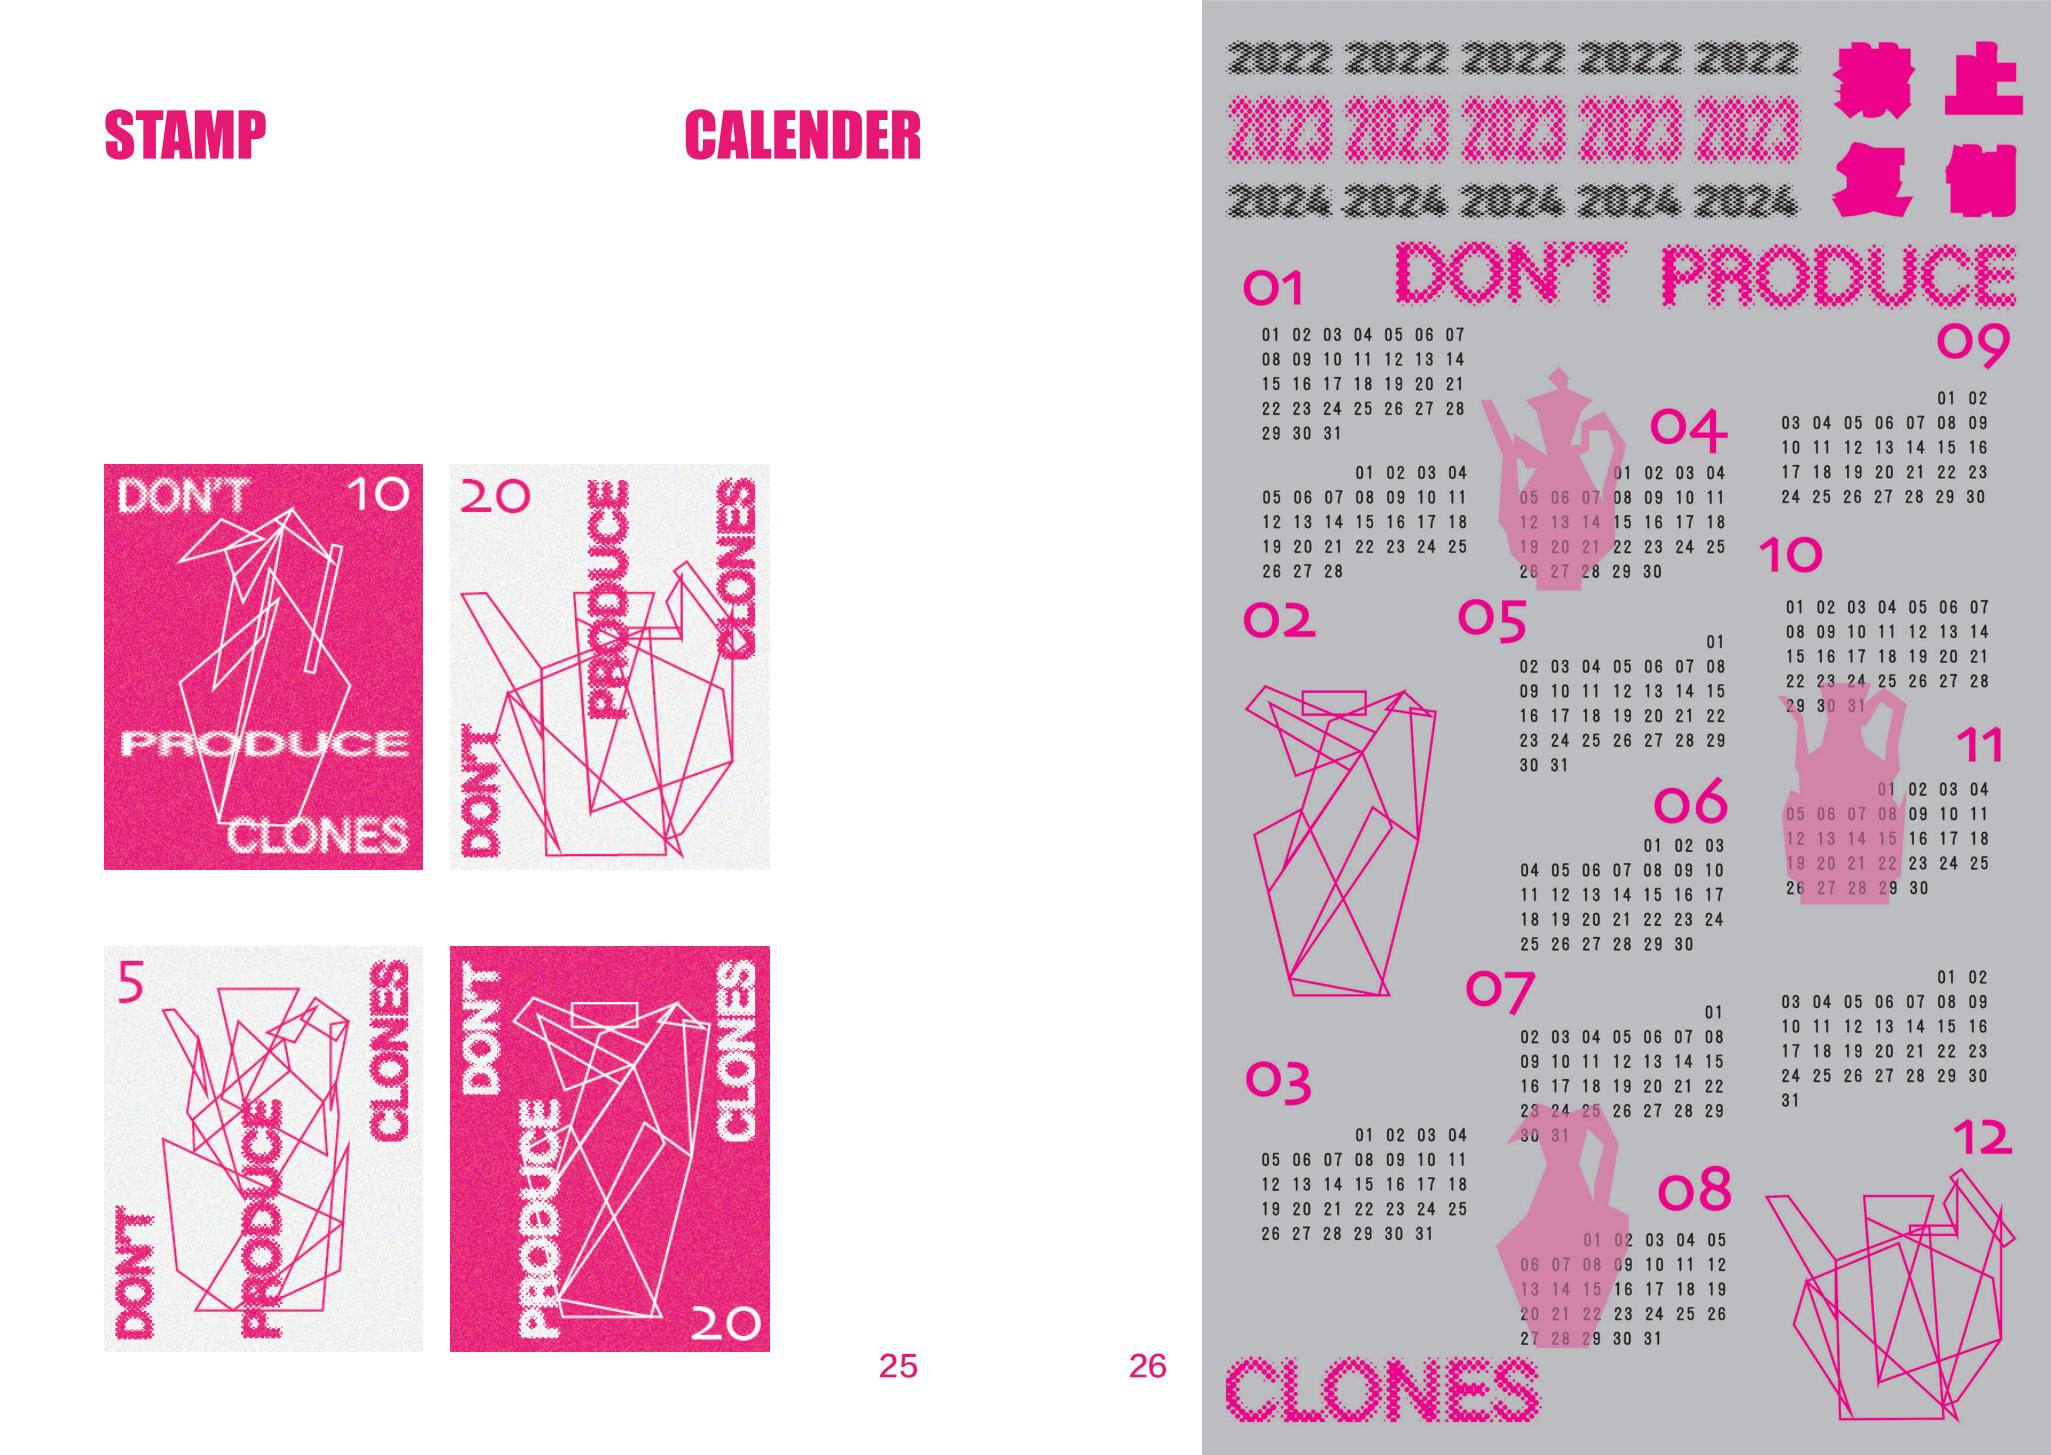 STAMP
CALENDER
DON'T 10
PRODUCE
CLONES
20
PRODUCE
CLONES
DON'T
5
CLONES
PRODUCE
DON'T
DON'T
CLONES
PRODUCE
20
25
26
2022 2022 2022 2022 2022
2023 2023 2023 2023 2023
2024 2024 2024 2024 2024
禁止
复制
DON'T PRODUCE
01
01 02 03 04 05 06 07
08 09 10 11 12 13 14
15 16 17 18 19 20 21
22 23 24 25 26 27 28
29 30 31
01 02 03 04
05 06 07 08 09 10 11
12 13 14 15 16 17 18
19 20 21 22 23 24 25
26 27 28
02
03
01 02 03 04
05 06 07 08 09 10 11
12 13 14 15 16 17 18
19 20 21 22 23 24 25
26 27 28 29 30 31
04
01 02 03 04
05 06 07 08 09 10 11
12 13 14 15 16 17 18
19 20 21 22 23 24 25
26 27 28 29 30
05
01
02 03 04 05 06 07 08
09 10 11 12 13 14 15
16 17 18 19 20 21 22
23 24 25 26 27 28 29
30 31
06
01 02 03
04 05 06 07 08 09 10
11 12 13 14 15 16 17
18 19 20 21 22 23 24
25 26 27 28 29 30
07
01
02 03 04 05 06 07 08
09 10 11 12 13 14 15
16 17 18 19 20 21 22
23 24 25 26 27 28 29
30 31
08
01 02 03 04 05
06 07 08 09 10 11 12
13 14 15 16 17 18 19
20 21 22 23 24 25 26
27 28 29 30 31
09
01 02
03 04 05 06 07 08 09
10 11 12 13 14 15 16
17 18 19 20 21 22 23
24 25 26 27 28 29 30
10
01 02 03 04 05 06 07
08 09 10 11 12 13 14
15 16 17 18 19 20 21
22 23 24 25 26 27 28
29 30 31
11
01 02 03 04
05 06 07 08 09 10 11
12 13 14 15 16 17 18
19 20 21 22 23 24 25
26 27 28 29 30
01 02
03 04 05 06 07 08 09
10 11 12 13 14 15 16
17 18 19 20 21 22 23
24 25 26 27 28 29 30
31
12
CLONES